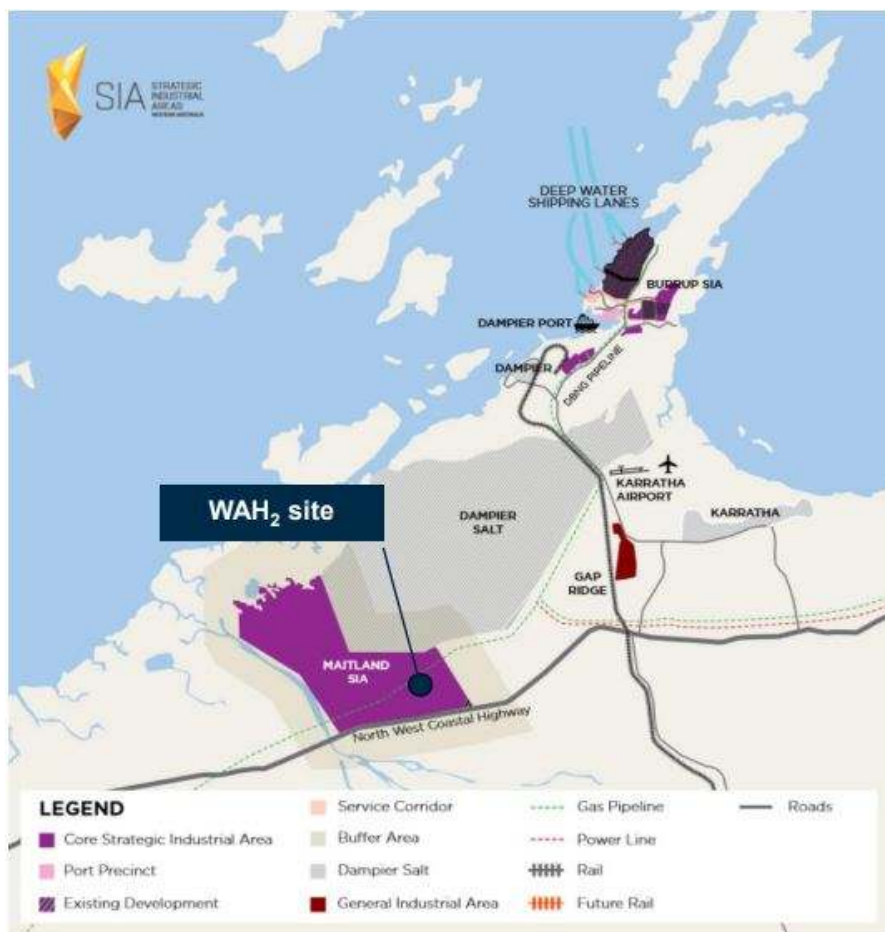 SIA
STRATEGIC
INDUSTRIAL
AREAS
WESTERN AUSTRALIA
DEEP WATER
SHIPPING LANES
BURRUP SIA
DAMPIER PORT
DAMPIER
DBNG PIPELINE
KARRATHA
AIRPORT
WAH₂ site
DAMPIER
SALT
KARRATHA
GAP
RIDGE
MAITLAND
SIA
North West Coastal Highway
LEGEND
Core Strategic Industrial Area
Port Precinct
Existing Development
Service Corridor
Buffer Area
Dampier Salt
General Industrial Area
Gas Pipeline
Power Line
Rail
Future Rail
Roads